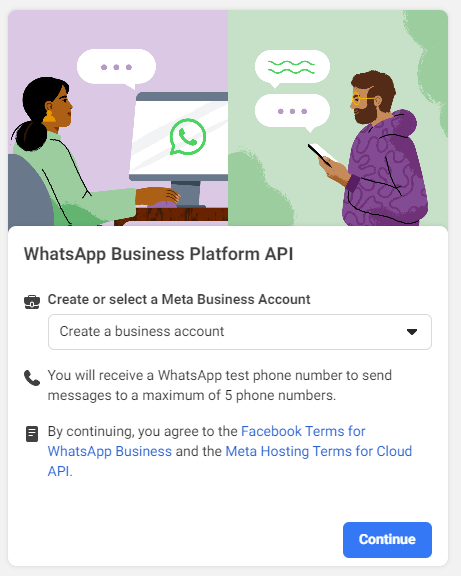 WhatsApp Business Platform API
Create or select a Meta Business Account
Create a business account
You will receive a WhatsApp test phone number to send
messages to a maximum of 5 phone numbers.
By continuing, you agree to the Facebook Terms for
WhatsApp Business and the Meta Hosting Terms for Cloud
API.
Continue